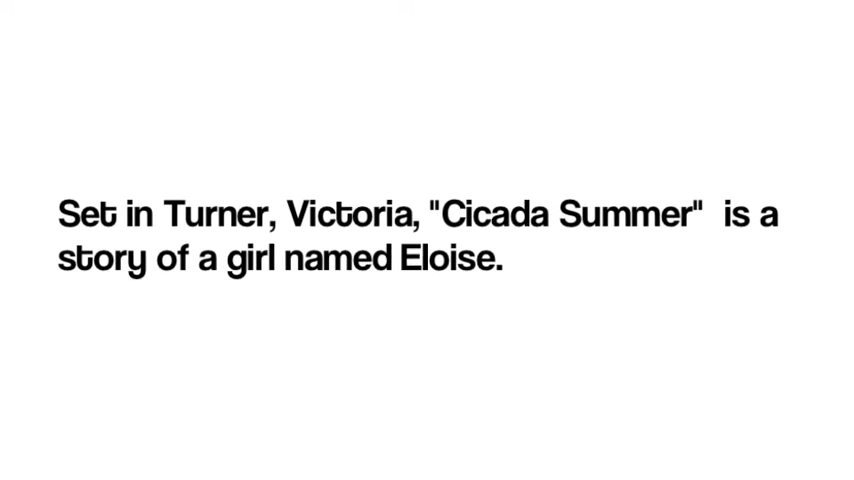 Set in Turner, Victoria, "Cicada Summer"  is a
story of a girl named Eloise.